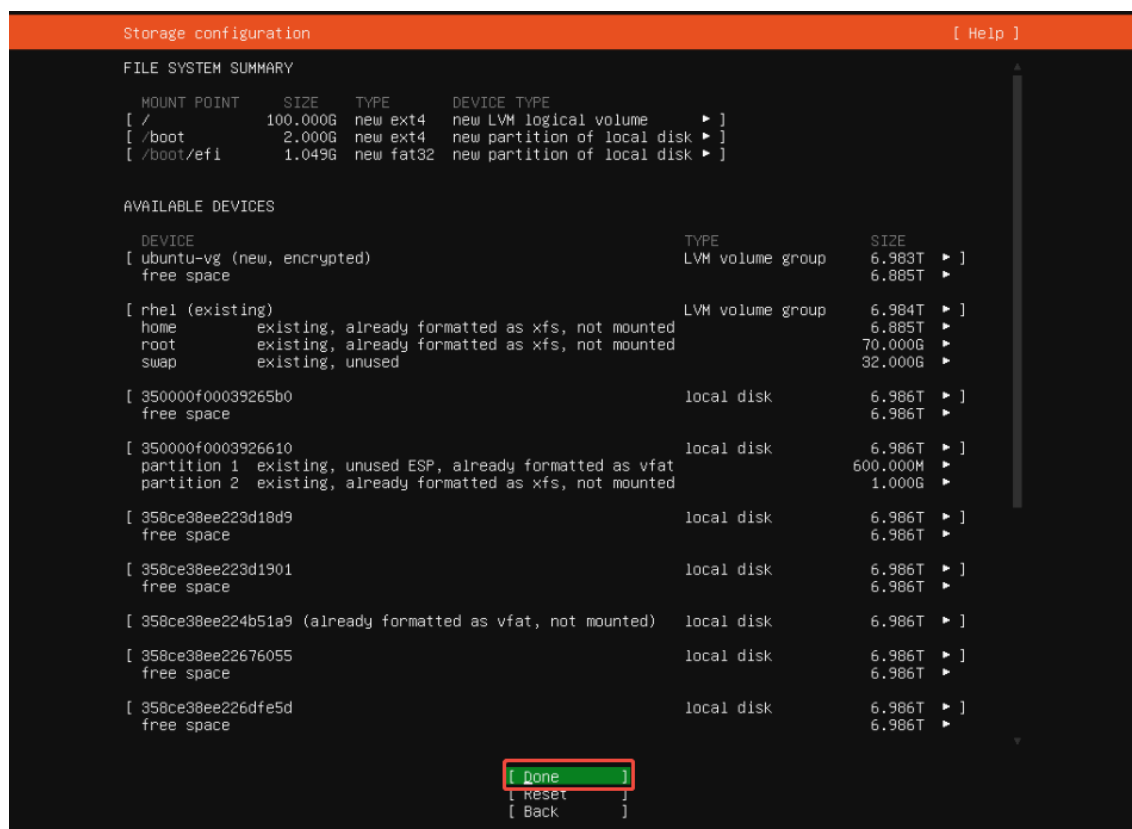 Storage configuration [ Help ]
FILE SYSTEM SUMMARY
MOUNT POINT SIZE TYPE DEVICE TYPE
[ / 100.000G new ext4 new LVM logical volume ▸ ]
[ /boot 2.000G new ext4 new partition of local disk ▸ ]
[ /boot/efi 1.049G new fat32 new partition of local disk ▸ ]
AVAILABLE DEVICES
DEVICE TYPE SIZE
[ ubuntu-vg (new, encrypted) LVM volume group 6.983T ▸ ]
free space 6.885T ▸
[ rhel (existing) LVM volume group 6.984T ▸ ]
home existing, already formatted as xfs, not mounted 6.885T ▸
root existing, already formatted as xfs, not mounted 70.000G ▸
swap existing, unused 32.000G ▸
[ 350000f00039265b0 local disk 6.986T ▸ ]
free space 6.986T ▸
[ 350000f0003926610 local disk 6.986T ▸ ]
partition 1 existing, unused ESP, already formatted as vfat 600.000M ▸
partition 2 existing, already formatted as xfs, not mounted 1.000G ▸
[ 358ce38ee223d18d9 local disk 6.986T ▸ ]
free space 6.986T ▸
[ 358ce38ee223d1901 local disk 6.986T ▸ ]
free space 6.986T ▸
[ 358ce38ee224b51a9 (already formatted as vfat, not mounted) local disk 6.986T ▸ ]
[ 358ce38ee22676055 local disk 6.986T ▸ ]
free space 6.986T ▸
[ 358ce38ee226dfe5d local disk 6.986T ▸ ]
free space 6.986T ▸
[ Done ]
[ Reset ]
[ Back ]